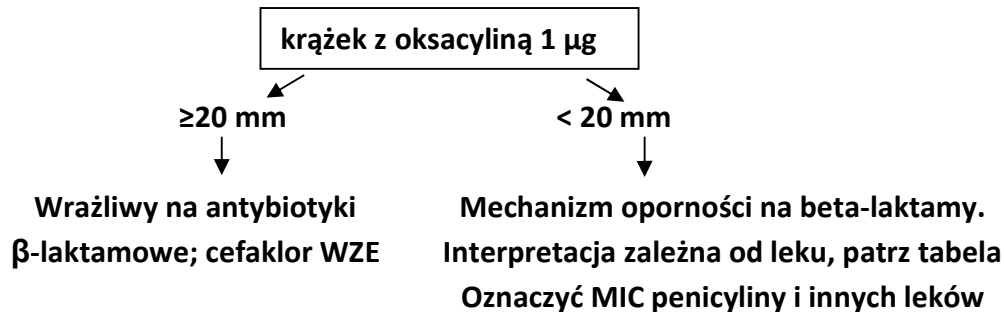 krążek z oksacyliną 1 µg
≥20 mm
< 20 mm
Wrażliwy na antybiotyki
β-laktamowe; cefaklor WZE
Mechanizm oporności na beta-laktamy.
Interpretacja zależna od leku, patrz tabela
Oznaczyć MIC penicyliny i innych leków